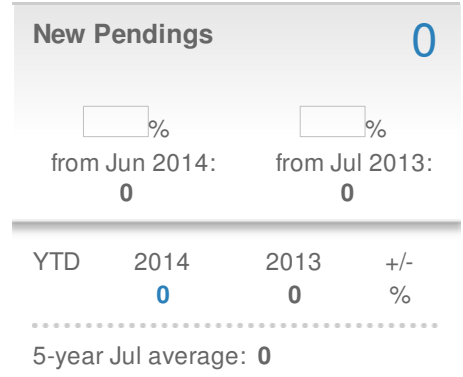 New Pendings 0
% %
from Jun 2014: from Jul 2013:
0 0
YTD 2014 2013 +/-
0 0 %
5-year Jul average: 0